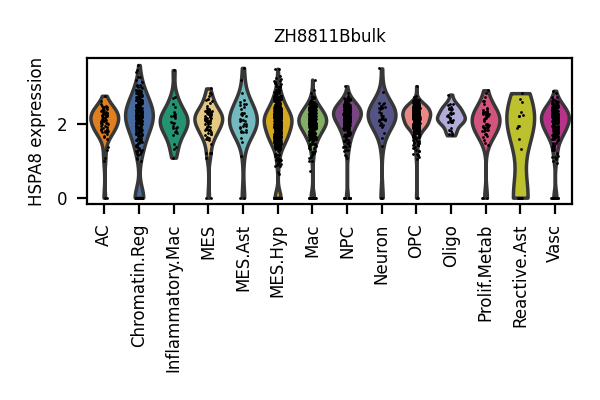 ZH8811Bbulk
HSPA8 expression
2
0
AC
Chromatin.Reg
Inflammatory.Mac
MES
MES.Ast
MES.Hyp
Mac
NPC
Neuron
OPC
Oligo
Prolif.Metab
Reactive.Ast
Vasc